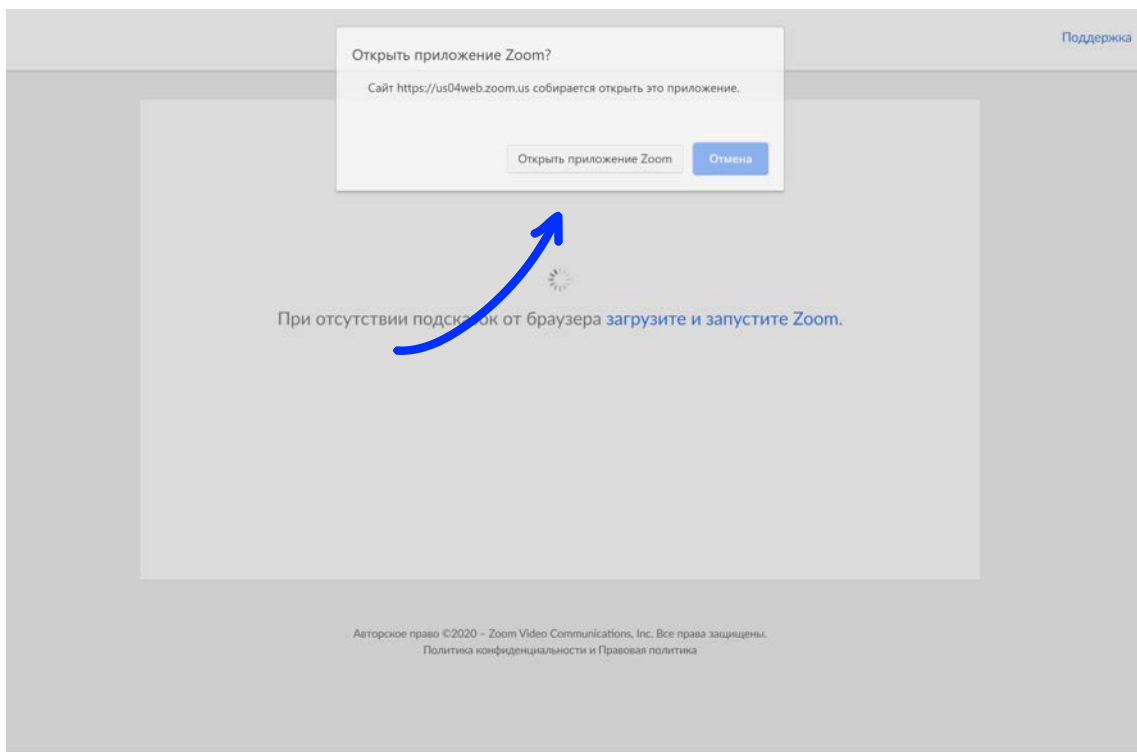 Поддержка
Открыть приложение Zoom?
Сайт https://us04web.zoom.us собирается открыть это приложение.
Открыть приложение Zoom
Отмена
При отсутствии подсказок от браузера загрузите и запустите Zoom.
Авторское право ©2020 – Zoom Video Communications, Inc. Все права защищены.
Политика конфиденциальности и Правовая политика